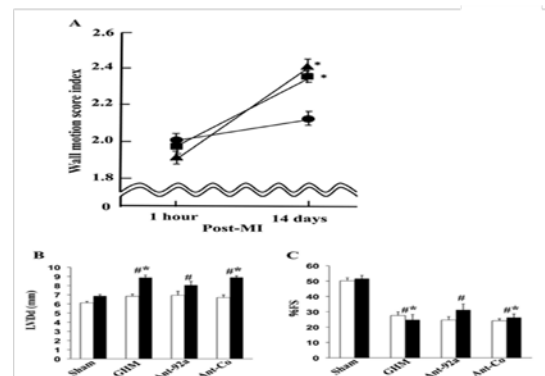 A
2.6
2.4
2.2
2.0
1.8
0
Wall motion score index
*
*
1 hour
14 days
Post-MI
B
LVDd (mm)
10
9
8
7
6
5
4
3
2
1
0
#*
#
#*
Sham
GHM
Ant-92a
Ant-Co
C
%FS
60
50
40
30
20
10
0
#*
#
#*
Sham
GHM
Ant-92a
Ant-Co